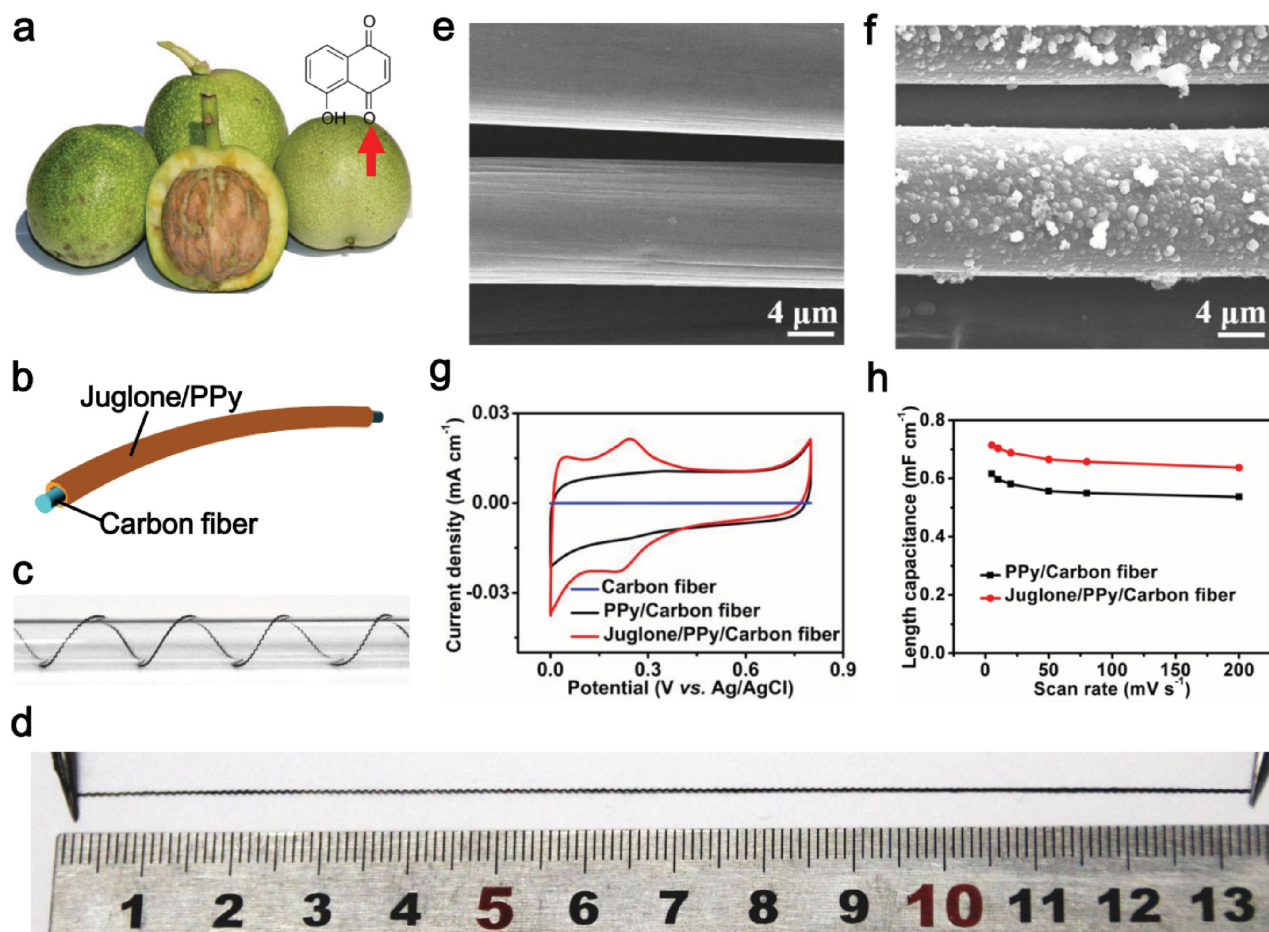 a
O
OH
O
b
Juglone/PPy
Carbon fiber
c
e
4 μm
f
4 μm
g
0.03
0.00
-0.03
Current density (mA cm⁻¹)
Carbon fiber
PPy/Carbon fiber
Juglone/PPy/Carbon fiber
0.0 0.3 0.6 0.9
Potential (V vs. Ag/AgCl)
h
0.8
0.6
0.4
0.2
0.0
Length capacitance (mF cm⁻¹)
PPy/Carbon fiber
Juglone/PPy/Carbon fiber
0 50 100 150 200
Scan rate (mV s⁻¹)
d
1 2 3 4 5 6 7 8 9 10 11 12 13